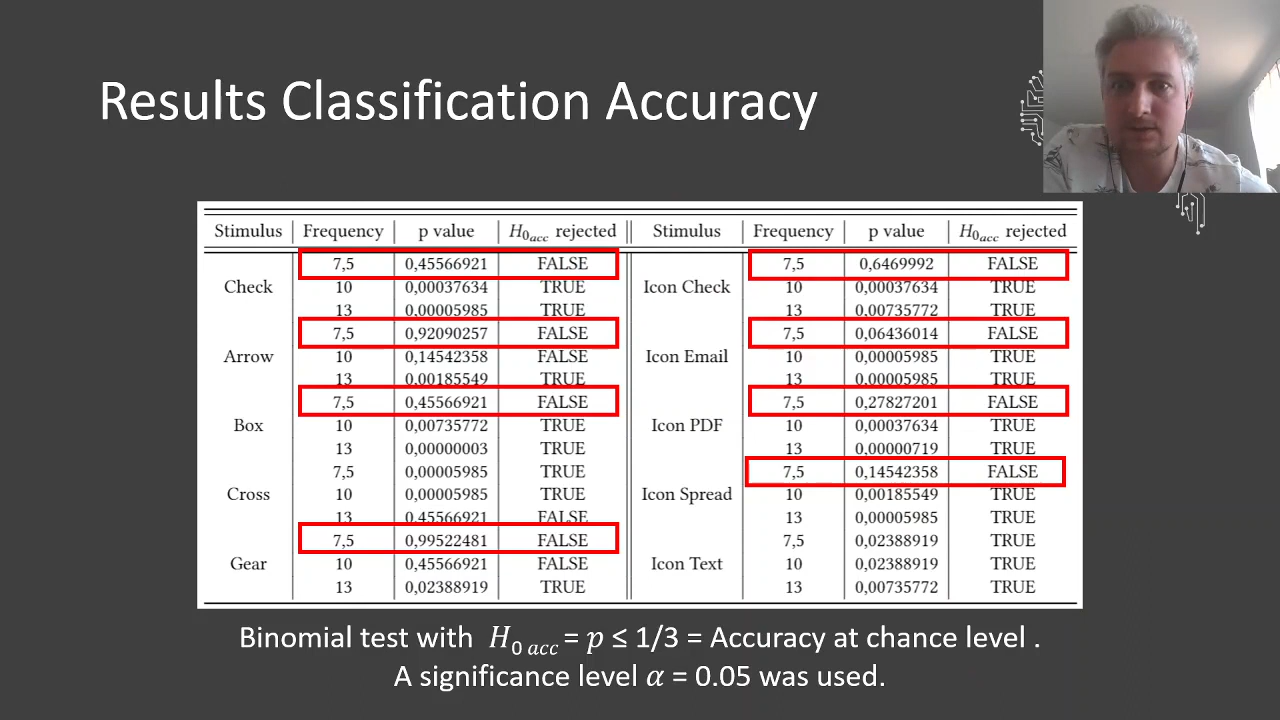 Results Classification Accuracy
Stimulus Frequency p value H0acc rejected Stimulus Frequency p value H0acc rejected
7,5 0,45566921 FALSE 7,5 0,6469992 FALSE
Check 10 0,00037634 TRUE Icon Check 10 0,00037634 TRUE
13 0,00005985 TRUE 13 0,00735772 TRUE
7,5 0,92090257 FALSE 7,5 0,06436014 FALSE
Arrow 10 0,14542358 FALSE Icon Email 10 0,00005985 TRUE
13 0,00185549 TRUE 13 0,00005985 TRUE
7,5 0,45566921 FALSE 7,5 0,27827201 FALSE
Box 10 0,00735772 TRUE Icon PDF 10 0,00037634 TRUE
13 0,00000003 TRUE 13 0,00000719 TRUE
7,5 0,00005985 TRUE 7,5 0,14542358 FALSE
Cross 10 0,00005985 TRUE Icon Spread 10 0,00185549 TRUE
13 0,45566921 FALSE 13 0,00005985 TRUE
7,5 0,99522481 FALSE 7,5 0,02388919 TRUE
Gear 10 0,45566921 FALSE Icon Text 10 0,02388919 TRUE
13 0,02388919 TRUE 13 0,00735772 TRUE
Binomial test with H0 acc = p ≤ 1/3 = Accuracy at chance level .
A significance level α = 0.05 was used.